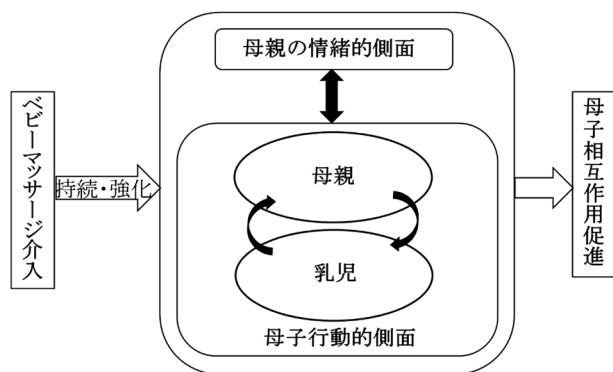 ベビーマッサージ介入
持続・強化
母親の情緒的側面
母親
乳児
母子行動的側面
母子相互作用促進